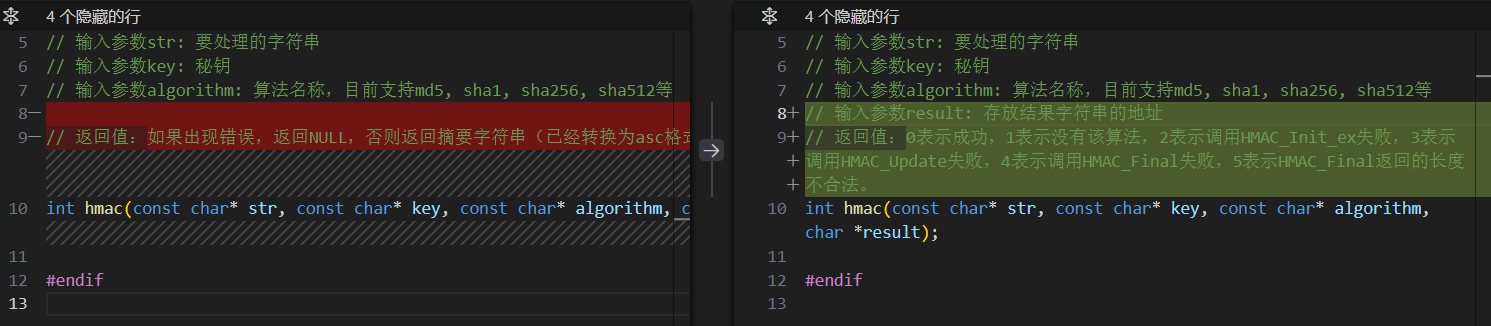 4 个隐藏的行
5 // 输入参数str: 要处理的字符串
6 // 输入参数key: 秘钥
7 // 输入参数algorithm: 算法名称，目前支持md5, sha1, sha256, sha512等
8—
9— // 返回值：如果出现错误，返回NULL，否则返回摘要字符串（已经转换为asc格式
10 int hmac(const char* str, const char* key, const char* algorithm, c
11
12 #endif
13
4 个隐藏的行
5 // 输入参数str: 要处理的字符串
6 // 输入参数key: 秘钥
7 // 输入参数algorithm: 算法名称，目前支持md5, sha1, sha256, sha512等
8+ // 输入参数result: 存放结果字符串的地址
9+ // 返回值：0表示成功，1表示没有该算法，2表示调用HMAC_Init_ex失败，3表示
+ 调用HMAC_Update失败，4表示调用HMAC_Final失败，5表示HMAC_Final返回的长度
+ 不合法。
10 int hmac(const char* str, const char* key, const char* algorithm,
char *result);
11
12 #endif
13